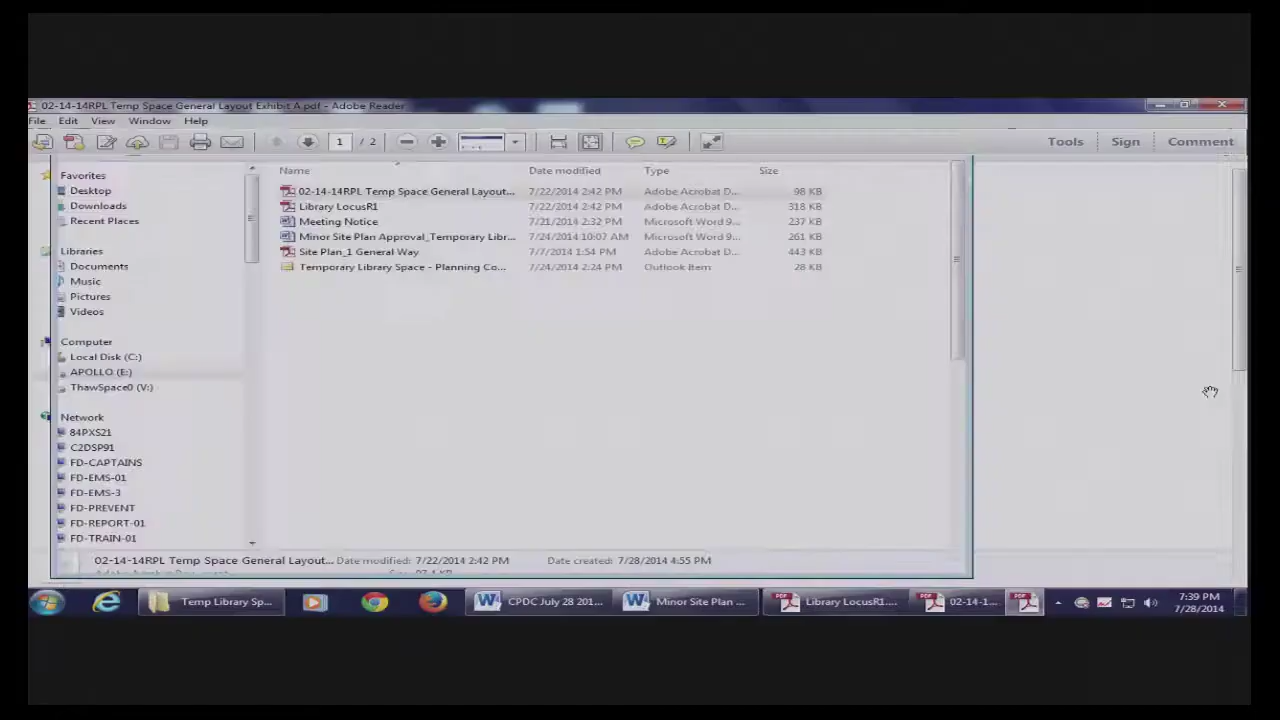 02-14-14RPL Temp Space General Layout Exhibit A.pdf - Adobe Reader
File Edit View Window Help
1 / 2 Tools Sign Comment
Name Date modified Type Size
Favorites
Desktop
Downloads
Recent Places
Libraries
Documents
Music
Pictures
Videos
Computer
Local Disk (C:)
APOLLO (E:)
ThawSpace0 (V:)
Network
84PXS21
C2DSP91
FD-CAPTAINS
FD-EMS-01
FD-EMS-3
FD-PREVENT
FD-REPORT-01
FD-TRAIN-01
02-14-14RPL Temp Space General Layout... 7/22/2014 2:42 PM Adobe Acrobat D... 98 KB
Library LocusR1 7/22/2014 2:42 PM Adobe Acrobat D... 318 KB
Meeting Notice 7/21/2014 2:32 PM Microsoft Word 9... 237 KB
Minor Site Plan Approval_Temporary Libr... 7/24/2014 10:07 AM Microsoft Word 9... 261 KB
Site Plan_1 General Way 7/7/2014 1:54 PM Adobe Acrobat D... 443 KB
Temporary Library Space - Planning Co... 7/24/2014 2:24 PM Outlook Item 28 KB
02-14-14RPL Temp Space General Layout... Date modified: 7/22/2014 2:42 PM Date created: 7/28/2014 4:55 PM
Temp Library Sp... CPDC July 28 201... Minor Site Plan ... Library LocusR1.... 02-14-1... 7:39 PM
7/28/2014